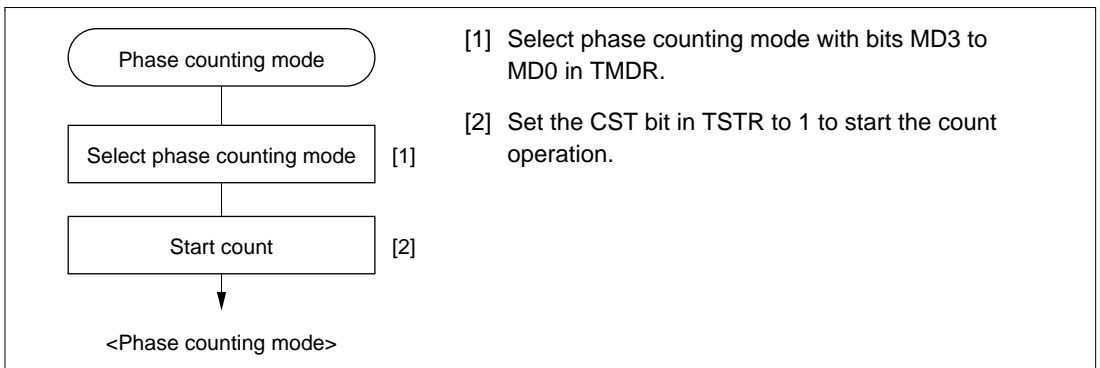 Phase counting mode
Select phase counting mode [1]
Start count [2]
<Phase counting mode>
[1] Select phase counting mode with bits MD3 to
MD0 in TMDR.
[2] Set the CST bit in TSTR to 1 to start the count
operation.